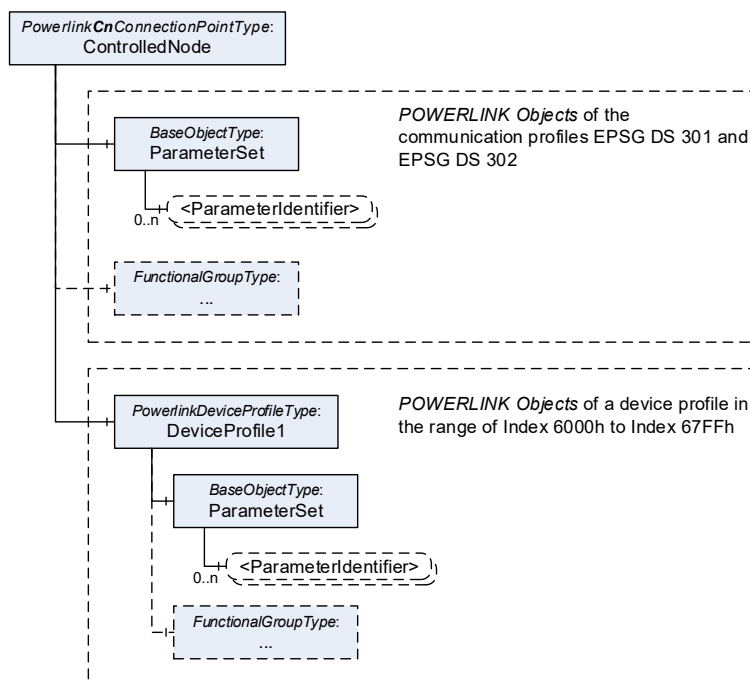 PowerlinkCnConnectionPointType:
ControlledNode
BaseObjectType:
ParameterSet
POWERLINK Objects of the
communication profiles EPSG DS 301 and
EPSG DS 302
<ParameterIdentifier>
0..n
FunctionalGroupType:
...
PowerlinkDeviceProfileType:
DeviceProfile1
POWERLINK Objects of a device profile in
the range of Index 6000h to Index 67FFh
BaseObjectType:
ParameterSet
<ParameterIdentifier>
0..n
FunctionalGroupType:
...